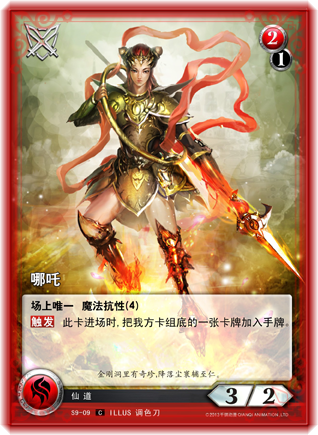 2
1
哪吒
场上唯一 魔法抗性(4)
触发 此卡进场时,把我方卡组底的一张卡牌加入手牌。
金刚洞里有奇珍,降落尘寰辅至仁。
仙道
3/2
S9-09 C ILLUS 调色刀